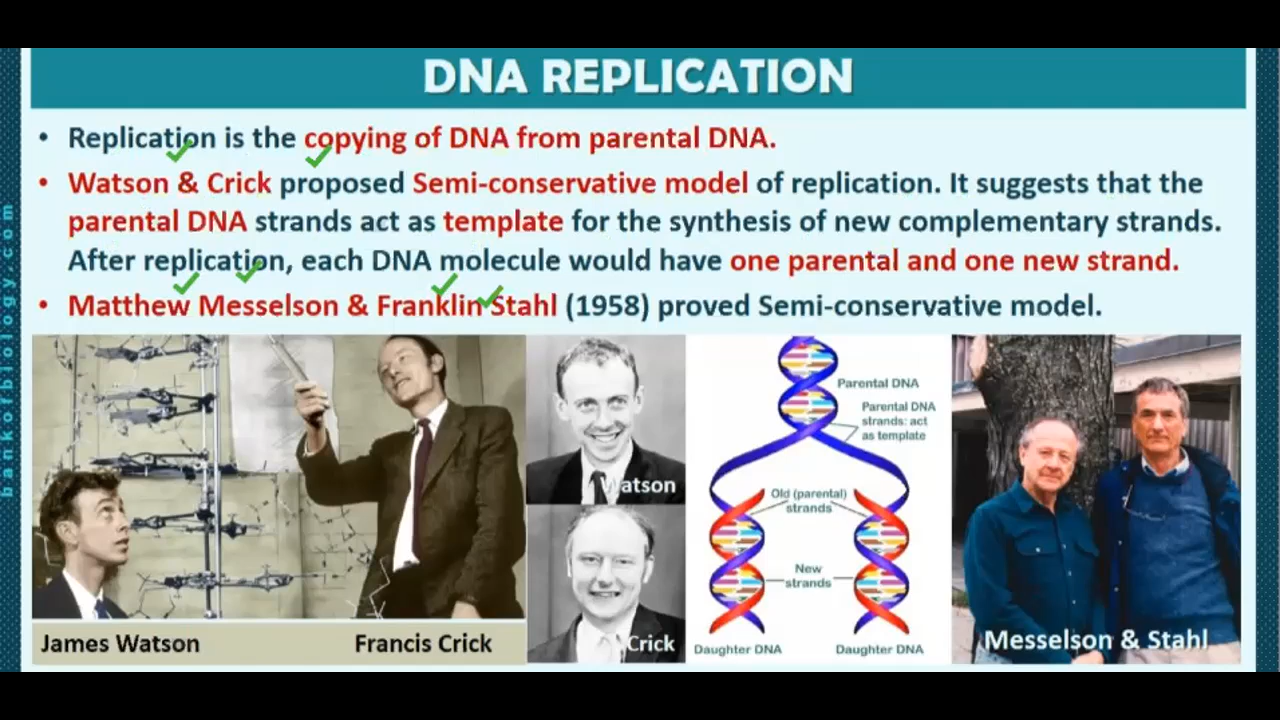 DNA REPLICATION
• Replication is the copying of DNA from parental DNA.
• Watson & Crick proposed Semi-conservative model of replication. It suggests that the
parental DNA strands act as template for the synthesis of new complementary strands.
After replication, each DNA molecule would have one parental and one new strand.
• Matthew Messelson & Franklin Stahl (1958) proved Semi-conservative model.
bankofbiology.com
James Watson
Francis Crick
Watson
Crick
Parental DNA
Parental DNA
strands: act
as template
Old (parental)
strands
New
strands
Daughter DNA
Daughter DNA
Messelson & Stahl